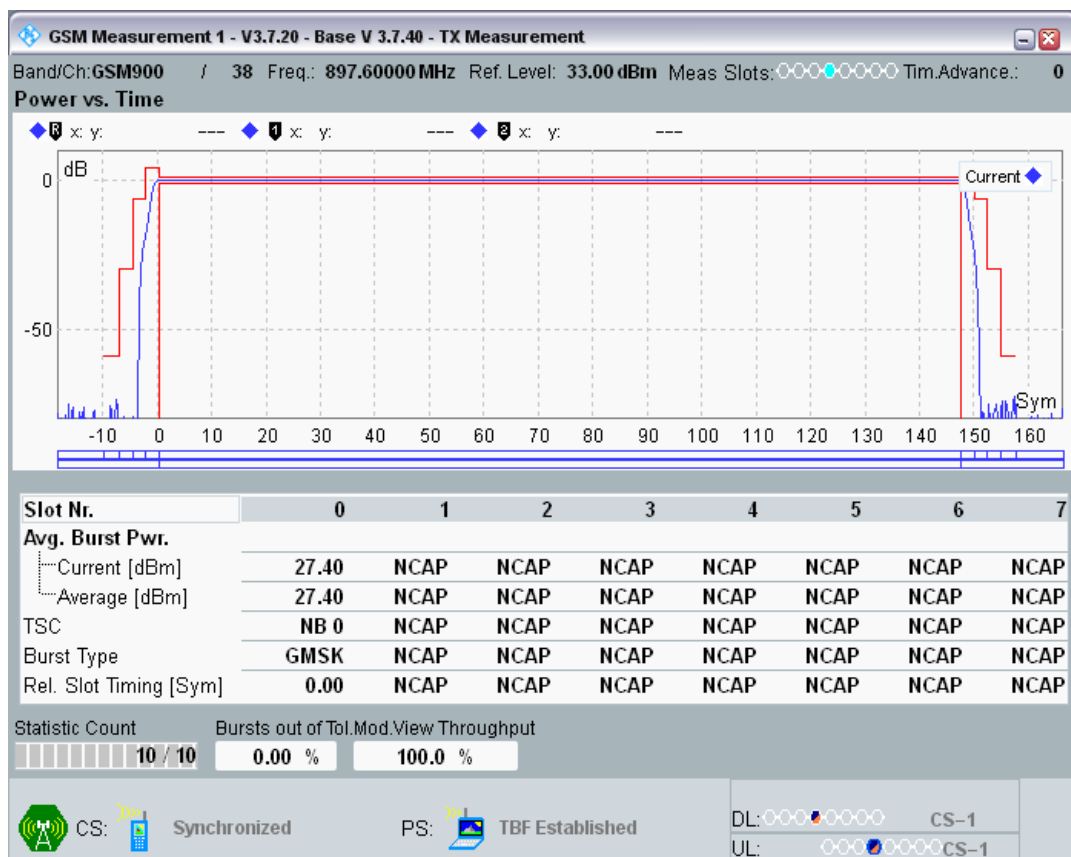 GSM Measurement 1 - V3.7.20 - Base V 3.7.40 - TX Measurement
Band/Ch:GSM900 / 38 Freq.: 897.60000 MHz Ref. Level: 33.00 dBm Meas Slots: Tim.Advance.: 0
Power vs. Time
R x: y: --- 1 x: y: --- 2 x: y: ---
dB
Current
0
-50
Sym
-10 0 10 20 30 40 50 60 70 80 90 100 110 120 130 140 150 160
Slot Nr. 0 1 2 3 4 5 6 7
Avg. Burst Pwr.
Current [dBm] 27.40 NCAP NCAP NCAP NCAP NCAP NCAP NCAP
Average [dBm] 27.40 NCAP NCAP NCAP NCAP NCAP NCAP NCAP
TSC NB 0 NCAP NCAP NCAP NCAP NCAP NCAP NCAP
Burst Type GMSK NCAP NCAP NCAP NCAP NCAP NCAP NCAP
Rel. Slot Timing [Sym] 0.00 NCAP NCAP NCAP NCAP NCAP NCAP NCAP
Statistic Count Bursts out of Tol.Mod.View Throughput
10 / 10 0.00 % 100.0 %
CS: Synchronized PS: TBF Established
DL: CS-1
UL: CS-1